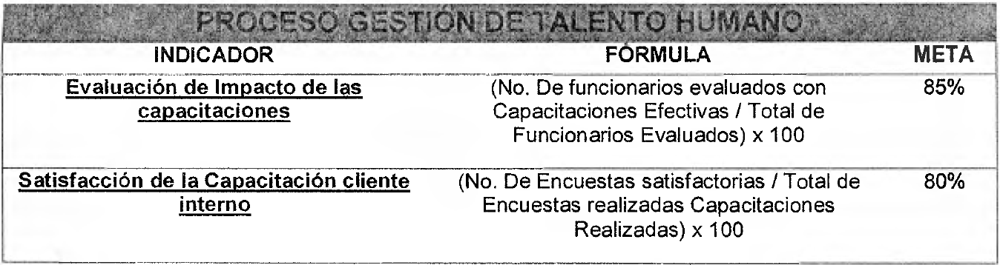 PROCESO GESTIÓN DE TALENTO HUMANO
INDICADOR FÓRMULA META
Evaluación de Impacto de las (No. De funcionarios evaluados con 85%
capacitaciones Capacitaciones Efectivas / Total de
Funcionarios Evaluados) x 100
Satisfacción de la Capacitación cliente (No. De Encuestas satisfactorias / Total de 80%
interno Encuestas realizadas Capacitaciones
Realizadas) x 100